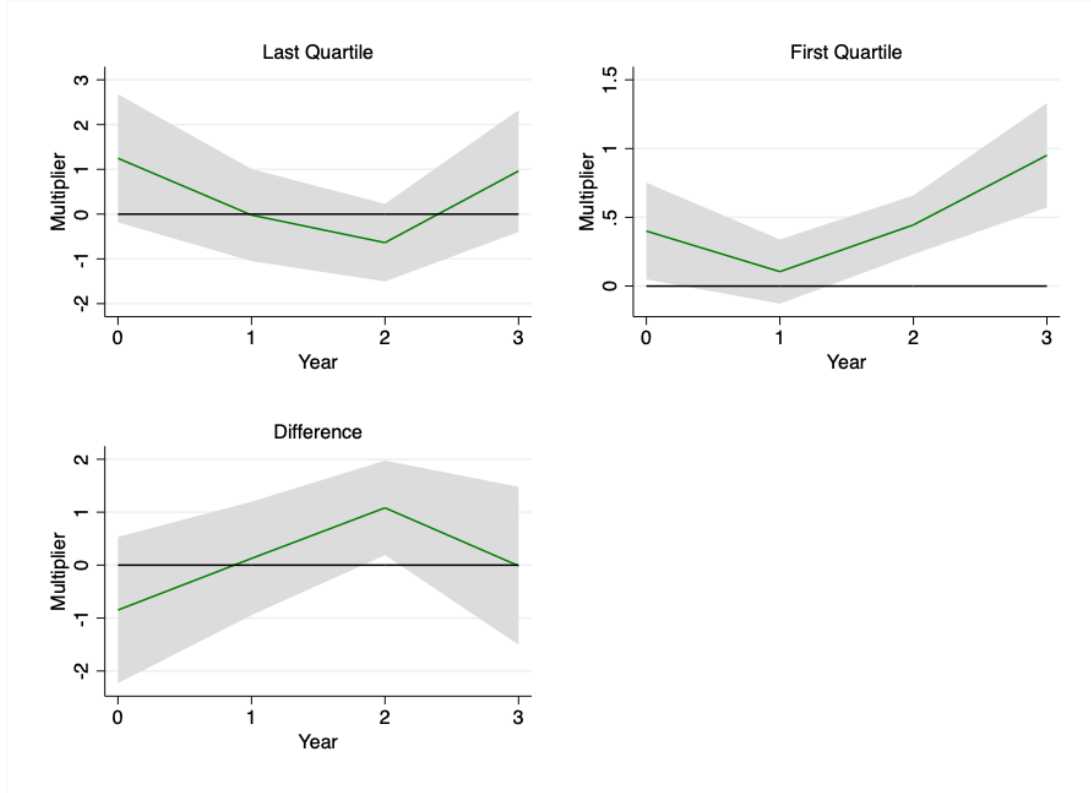 Last Quartile
Multiplier
3
2
1
0
-1
-2
0 1 2 3
Year
First Quartile
Multiplier
1.5
1
.5
0
0 1 2 3
Year
Difference
Multiplier
2
1
0
-1
-2
0 1 2 3
Year